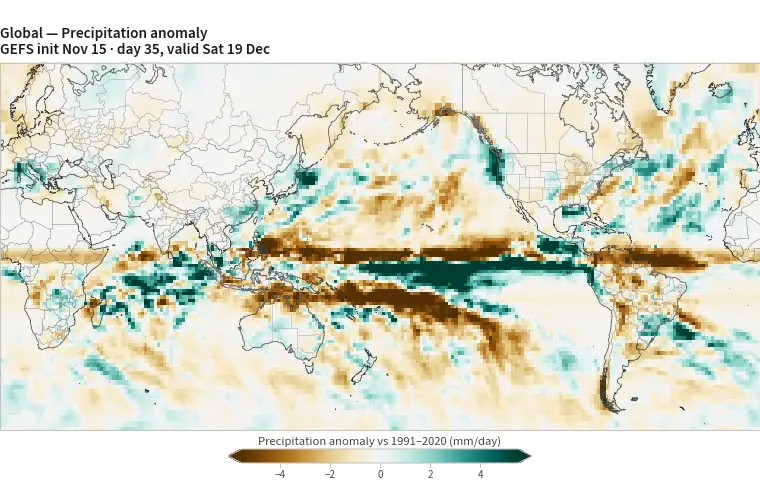 Global — Precipitation anomaly
GEFS init Nov 15 · day 35, valid Sat 19 Dec
Precipitation anomaly vs 1991–2020 (mm/day)
−4 −2 0 2 4